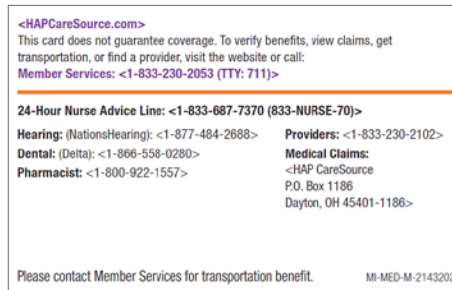 <HAPCareSource.com>
This card does not guarantee coverage. To verify benefits, view claims, get
transportation, or find a provider, visit the website or call:
Member Services: <1-833-230-2053 (TTY: 711)>
24-Hour Nurse Advice Line: <1-833-687-7370 (833-NURSE-70)>
Hearing: (NationsHearing): <1-877-484-2688>
Dental: (Delta): <1-866-558-0280>
Pharmacist: <1-800-922-1557>
Providers: <1-833-230-2102>
Medical Claims:
<HAP CareSource
P.O. Box 1186
Dayton, OH 45401-1186>
Please contact Member Services for transportation benefit.
MI-MED-M-2143202